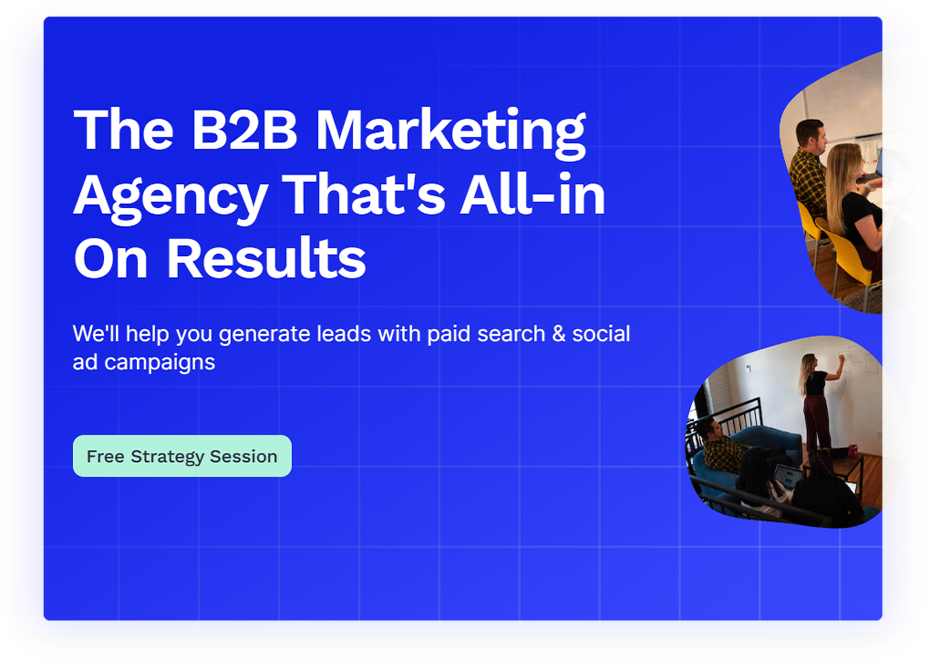 The B2B Marketing
Agency That's All-in
On Results
We'll help you generate leads with paid search & social
ad campaigns
Free Strategy Session